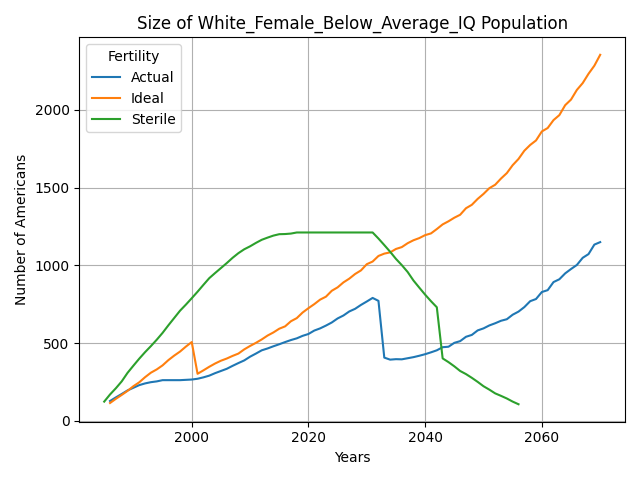 Size of White_Female_Below_Average_IQ Population
Fertility
Actual
Ideal
Sterile
Number of Americans
2000
1500
1000
500
0
2000 2020 2040 2060
Years